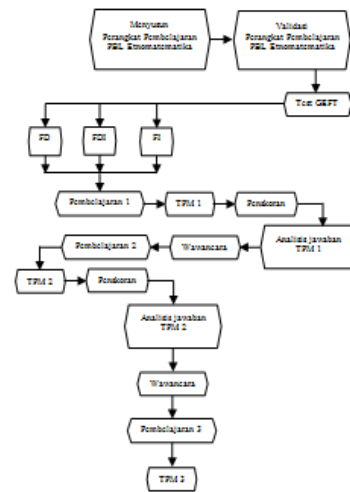 Menyusun
Perangkat Pembelajaran
PBL Etnomatematika
Validasi
Perangkat Pembelajaran
PBL Etnomatematika
Test GEFT
FD
FDI
FI
Pembelajaran 1
TPM 1
Penskoran
Analisis jawaban
TPM 1
Wawancara
Pembelajaran 2
TPM 2
Penskoran
Analisis jawaban
TPM 2
Wawancara
Pembelajaran 3
TPM 3